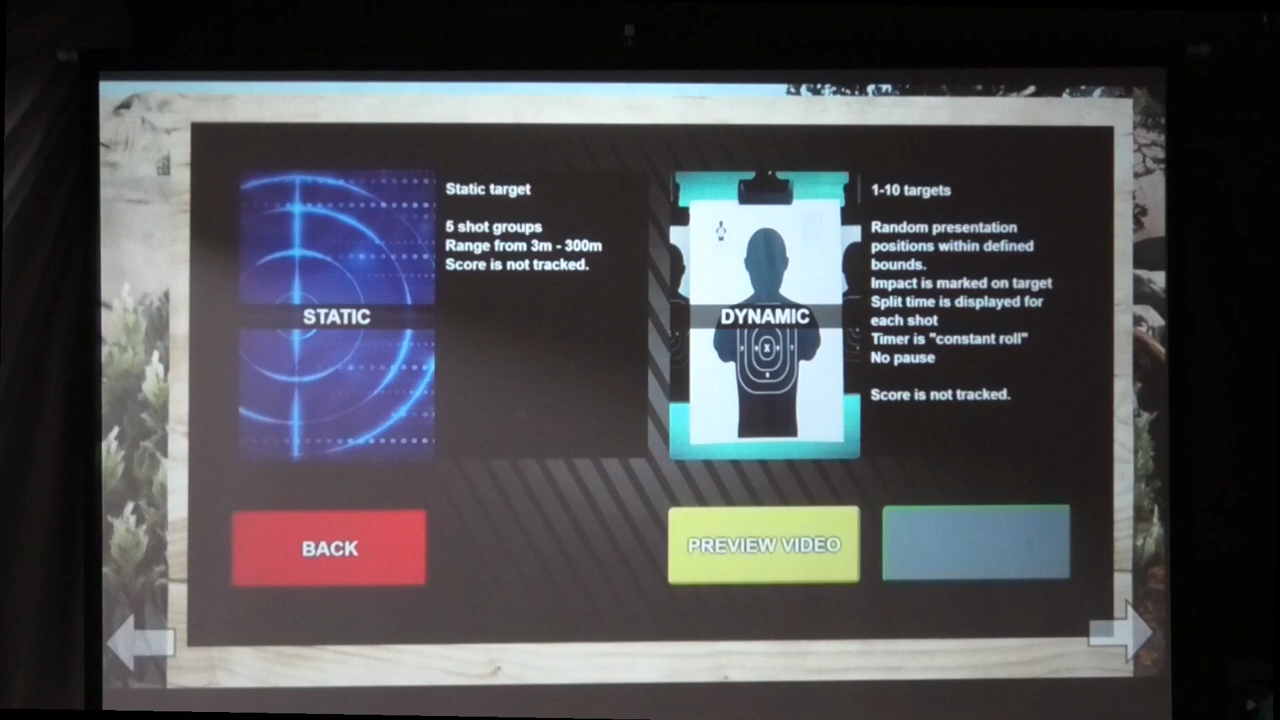 Static target
5 shot groups
Range from 3m - 300m
Score is not tracked.
STATIC
1-10 targets
Random presentation
positions within defined
bounds.
Impact is marked on target
Split time is displayed for
each shot
Timer is "constant roll"
No pause
Score is not tracked.
DYNAMIC
X
BACK
PREVIEW VIDEO